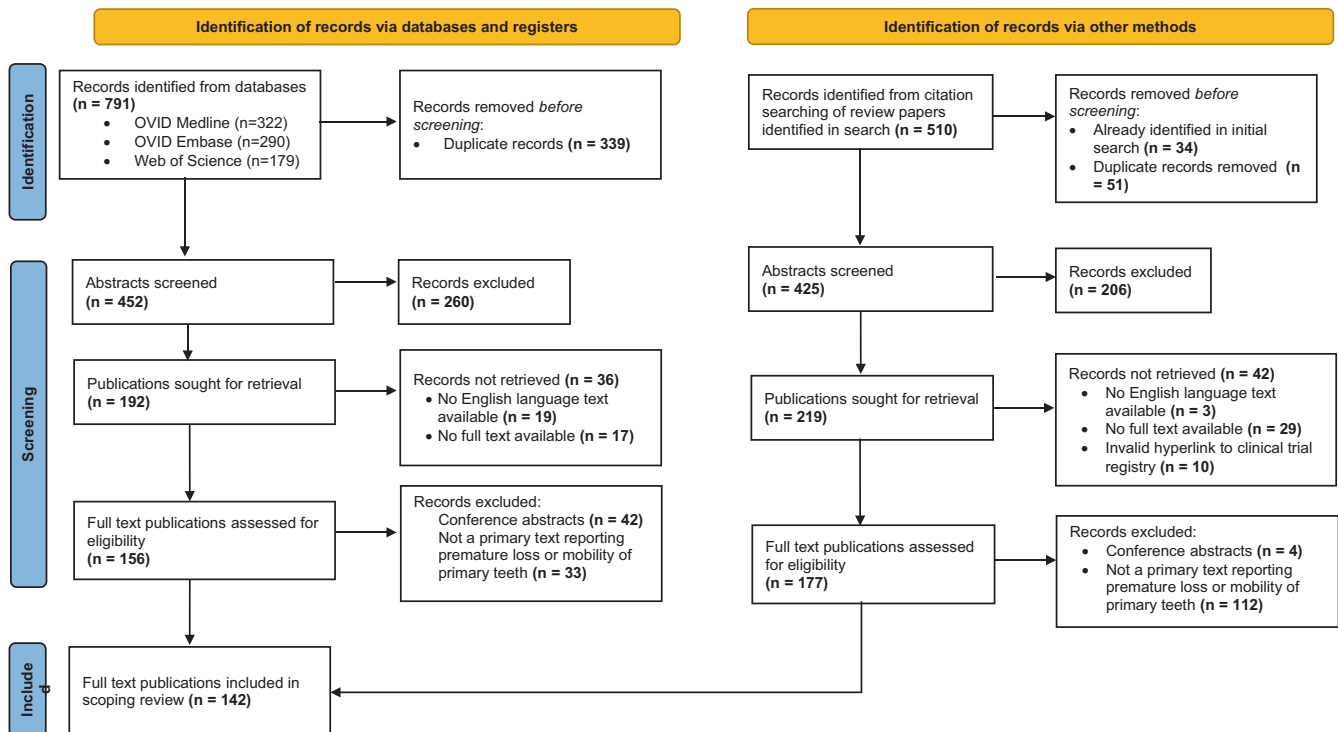 Identification of records via databases and registers
Identification of records via other methods
Identification
Records identified from databases
(n = 791)
• OVID Medline (n=322)
• OVID Embase (n=290)
• Web of Science (n=179)
Records removed before
screening:
• Duplicate records (n = 339)
Records identified from citation
searching of review papers
identified in search (n = 510)
Records removed before
screening:
• Already identified in initial
search (n = 34)
• Duplicate records removed (n
= 51)
Screening
Abstracts screened
(n = 452)
Records excluded
(n = 260)
Abstracts screened
(n = 425)
Records excluded
(n = 206)
Publications sought for retrieval
(n = 192)
Records not retrieved (n = 36)
• No English language text
available (n = 19)
• No full text available (n = 17)
Publications sought for retrieval
(n = 219)
Records not retrieved (n = 42)
• No English language text
available (n = 3)
• No full text available (n = 29)
• Invalid hyperlink to clinical trial
registry (n = 10)
Full text publications assessed for
eligibility
(n = 156)
Records excluded:
Conference abstracts (n = 42)
Not a primary text reporting
premature loss or mobility of
primary teeth (n = 33)
Full text publications assessed
for eligibility
(n = 177)
Records excluded:
• Conference abstracts (n = 4)
• Not a primary text reporting
premature loss or mobility of
primary teeth (n = 112)
Include
d
Full text publications included in
scoping review (n = 142)